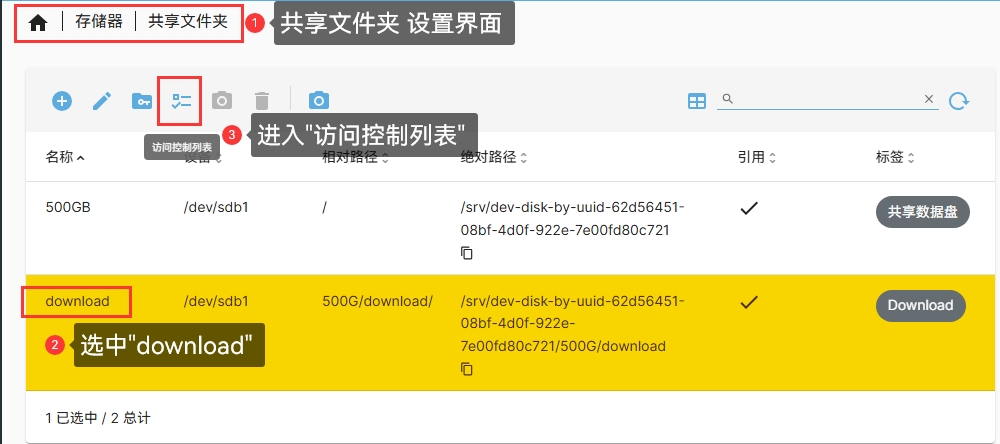 存储器 | 共享文件夹
1 共享文件夹 设置界面
3 进入"访问控制列表"
访问控制列表
名称 设备 相对路径 绝对路径 引用 标签
500GB /dev/sdb1 / /srv/dev-disk-by-uuid-62d56451- 共享数据盘
08bf-4d0f-922e-7e00fd80c721
download /dev/sdb1 500G/download/ /srv/dev-disk-by-uuid-62d56451- Download
08bf-4d0f-922e-
7e00fd80c721/500G/download
2 选中"download"
1 已选中 / 2 总计